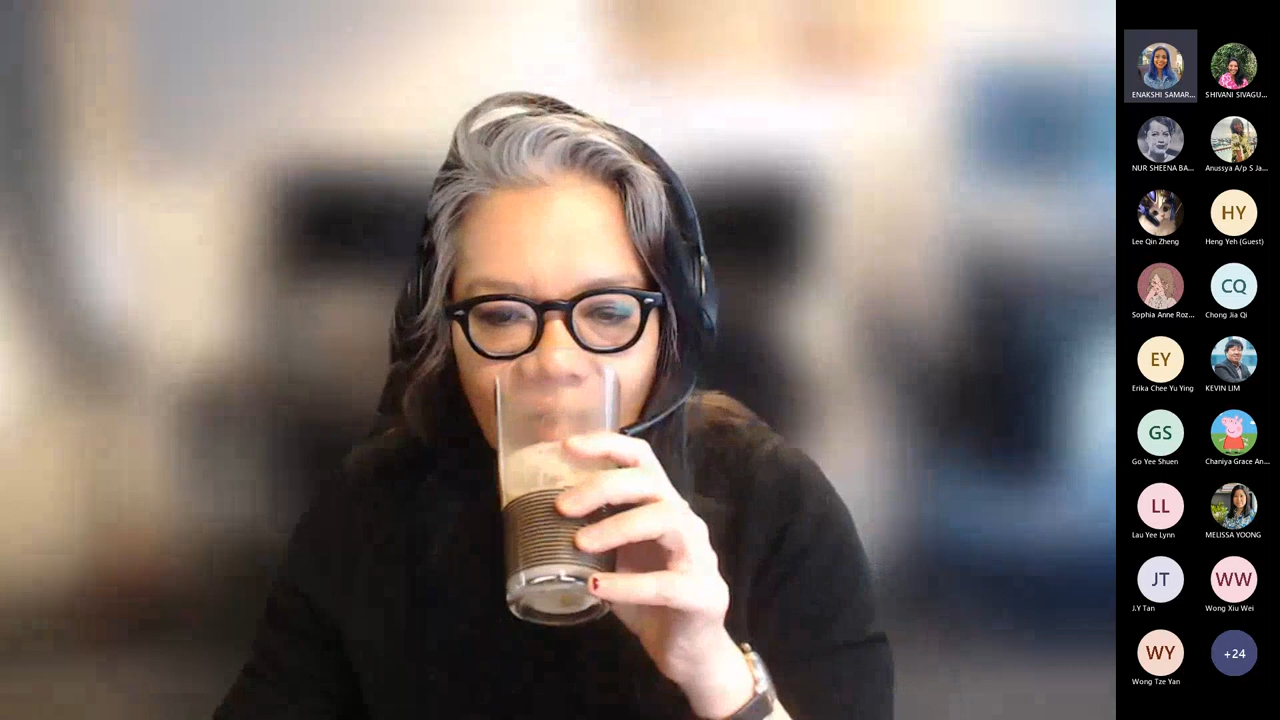 ENAKSHI SAMAR...
SHIVANI SIVAGU...
NUR SHEENA BA...
Anussya A/p S Ja...
Lee Qin Zheng
HY
Heng Yeh (Guest)
Sophia Anne Roz...
CQ
Chong Jia Qi
EY
Erika Chee Yu Ying
KEVIN LIM
GS
Go Yee Shuen
Chaniya Grace An...
LL
Lau Yee Lynn
MELISSA YOONG
JT
J.Y Tan
WW
Wong Xiu Wei
WY
Wong Tze Yan
+24